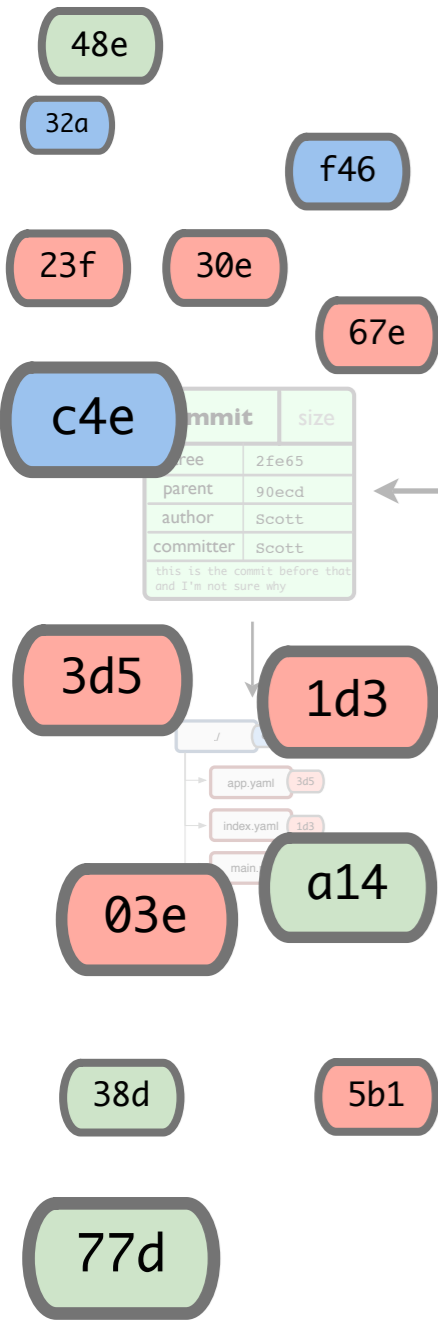 48e
32a
f46
23f
30e
67e
c4e
mmit size
ree 2fe65
parent 90ecd
author Scott
committer Scott
this is the commit before that
and I'm not sure why
3d5
1d3
./
app.yaml 3d5
index.yaml 1d3
main.
a14
03e
38d
5b1
77d